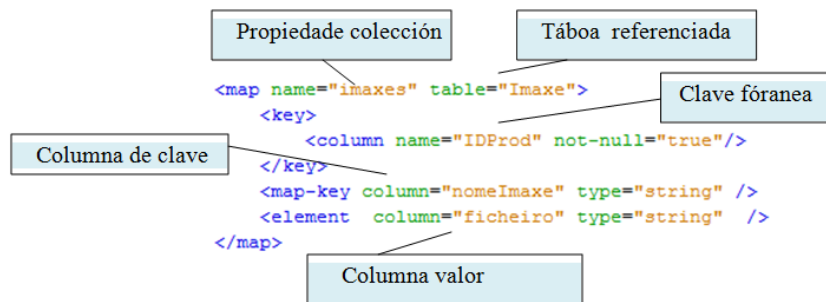 Propiedade colección
Táboa referenciada
<map name="imaxes" table="Imaxe">
Clave fóranea
<key>
<column name="IDProd" not-null="true"/>
Columna de clave
</key>
<map-key column="nomeImaxe" type="string" />
<element column="ficheiro" type="string" />
</map>
Columna valor